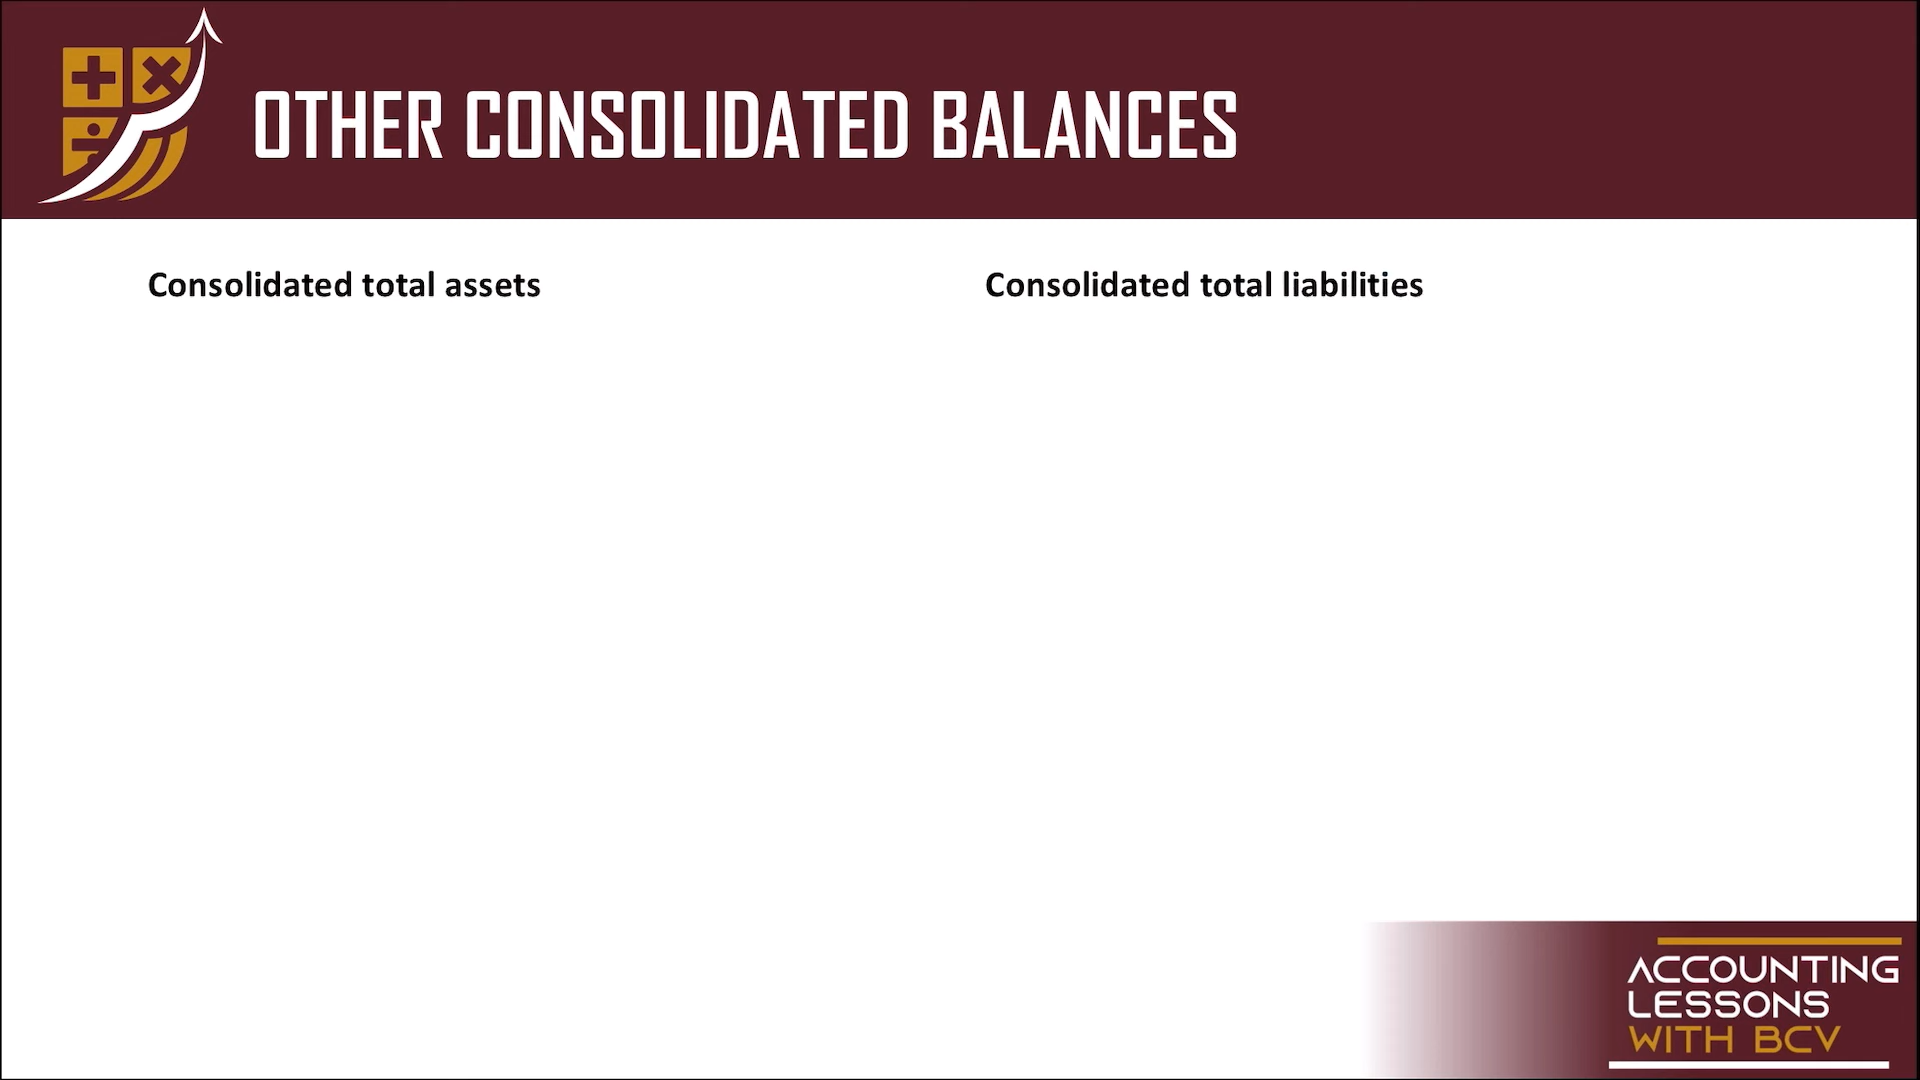 OTHER CONSOLIDATED BALANCES
Consolidated total assets
Consolidated total liabilities
ACCOUNTING
LESSONS
WITH BCV